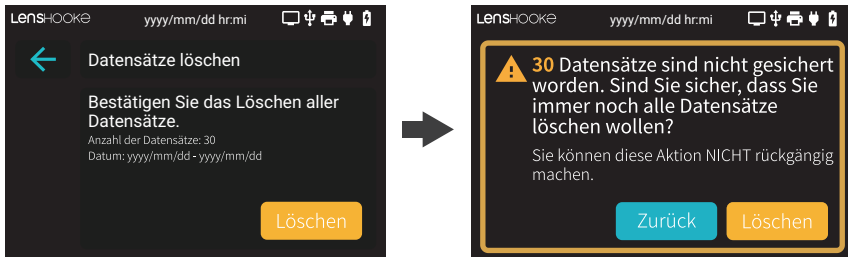 LENSHOOKE yyyy/mm/dd hr:mi
Datensätze löschen
Bestätigen Sie das Löschen aller
Datensätze.
Anzahl der Datensätze: 30
Datum: yyyy/mm/dd - yyyy/mm/dd
Löschen
LENSHOOKE yyyy/mm/dd hr:mi
30 Datensätze sind nicht gesichert
worden. Sind Sie sicher, dass Sie
immer noch alle Datensätze
löschen wollen?
Sie können diese Aktion NICHT rückgängig
machen.
Zurück Löschen